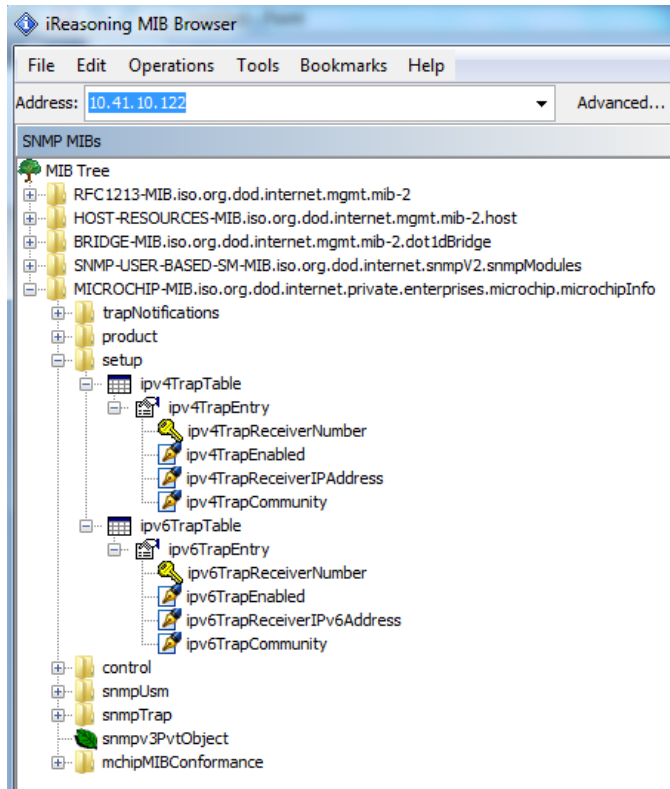 iReasoning MIB Browser
File Edit Operations Tools Bookmarks Help
Address: 10.41.10.122 Advanced...
SNMP MIBs
MIB Tree
RFC1213-MIB.iso.org.dod.internet.mgmt.mib-2
HOST-RESOURCES-MIB.iso.org.dod.internet.mgmt.mib-2.host
BRIDGE-MIB.iso.org.dod.internet.mgmt.mib-2.dot1dBridge
SNMP-USER-BASED-SM-MIB.iso.org.dod.internet.snmpV2.snmpModules
MICROCHIP-MIB.iso.org.dod.internet.private.enterprises.microchip.microchipInfo
trapNotifications
product
setup
ipv4TrapTable
ipv4TrapEntry
ipv4TrapReceiverNumber
ipv4TrapEnabled
ipv4TrapReceiverIPAddress
ipv4TrapCommunity
ipv6TrapTable
ipv6TrapEntry
ipv6TrapReceiverNumber
ipv6TrapEnabled
ipv6TrapReceiverIPv6Address
ipv6TrapCommunity
control
snmpUsm
snmpTrap
snmpv3PvtObject
mchipMIBConformance